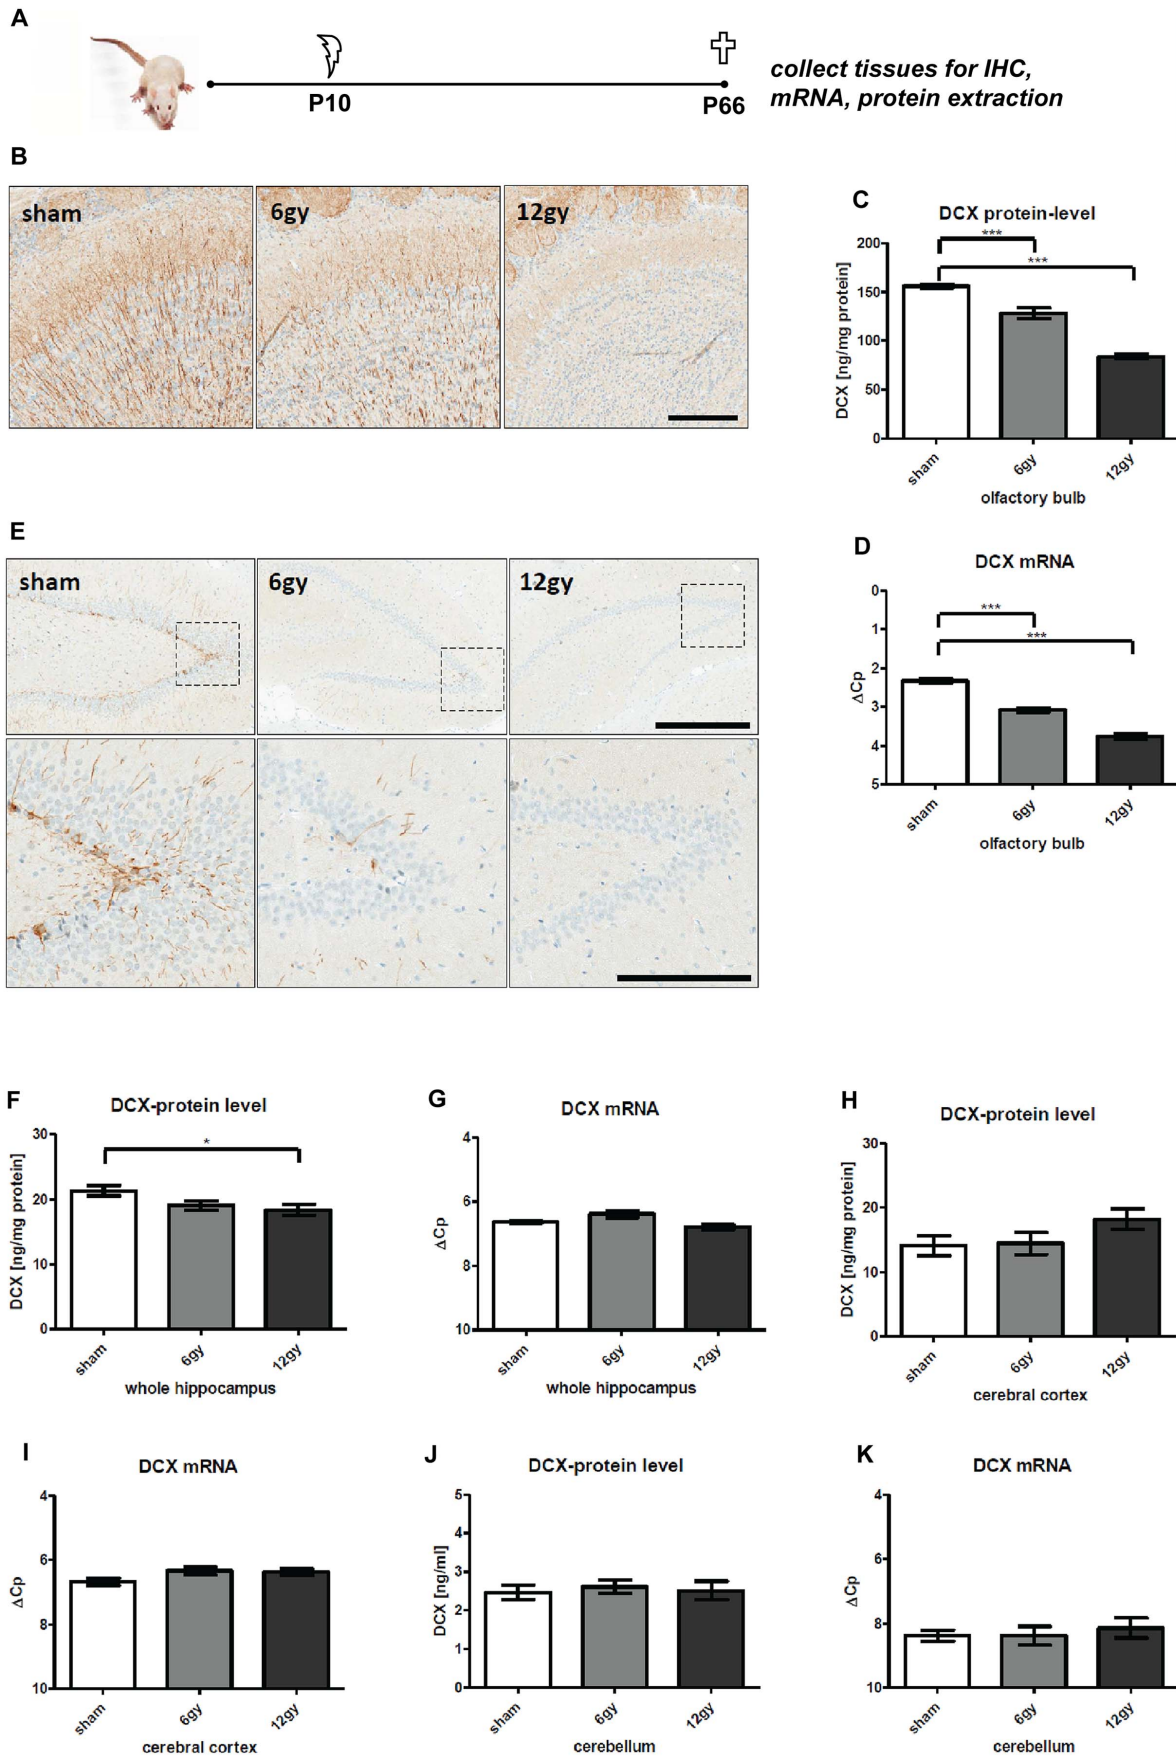 A
P10
P66
collect tissues for IHC,
mRNA, protein extraction
B
sham
6gy
12gy
C
DCX protein-level
***
***
DCX [ng/mg protein]
200
150
100
50
0
sham
6gy
12gy
olfactory bulb
E
sham
6gy
12gy
D
DCX mRNA
***
***
ΔCp
0
1
2
3
4
5
sham
6gy
12gy
olfactory bulb
F
DCX-protein level
*
DCX [ng/mg protein]
30
20
10
0
sham
6gy
12gy
whole hippocampus
G
DCX mRNA
ΔCp
4
6
8
10
sham
6gy
12gy
whole hippocampus
H
DCX-protein level
DCX [ng/mg protein]
30
20
10
0
sham
6gy
12gy
cerebral cortex
I
DCX mRNA
ΔCp
4
6
8
10
sham
6gy
12gy
cerebral cortex
J
DCX-protein level
DCX [ng/ml]
5
4
3
2
1
0
sham
6gy
12gy
cerebellum
K
DCX mRNA
ΔCp
4
6
8
10
sham
6gy
12gy
cerebellum